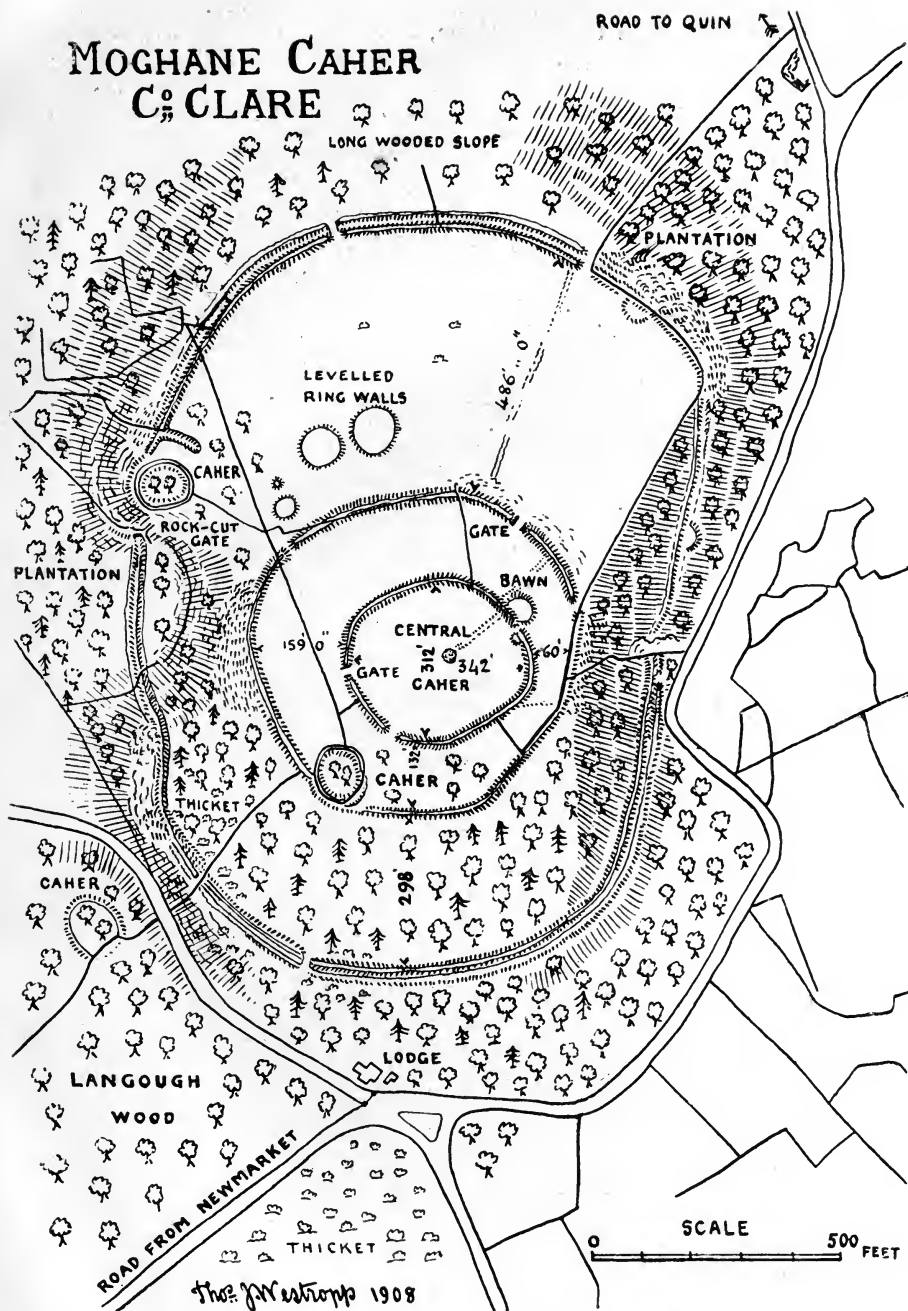 ROAD TO QUIN
MOGHANE CAHER
Co,, CLARE
LONG WOODED SLOPE
PLANTATION
486' 0"
LEVELLED
RING WALLS
CAHER
ROCK-CUT
GATE
GATE
PLANTATION
BAWN
CENTRAL
159 0"
312'
342'
60'
GATE
CAHER
132
CAHER
THICKET
298
CAHER
LODGE
LANGOUGH
WOOD
ROAD FROM NEWMARKET
THICKET
SCALE
0 500 FEET
Thos. J Westropp 1908